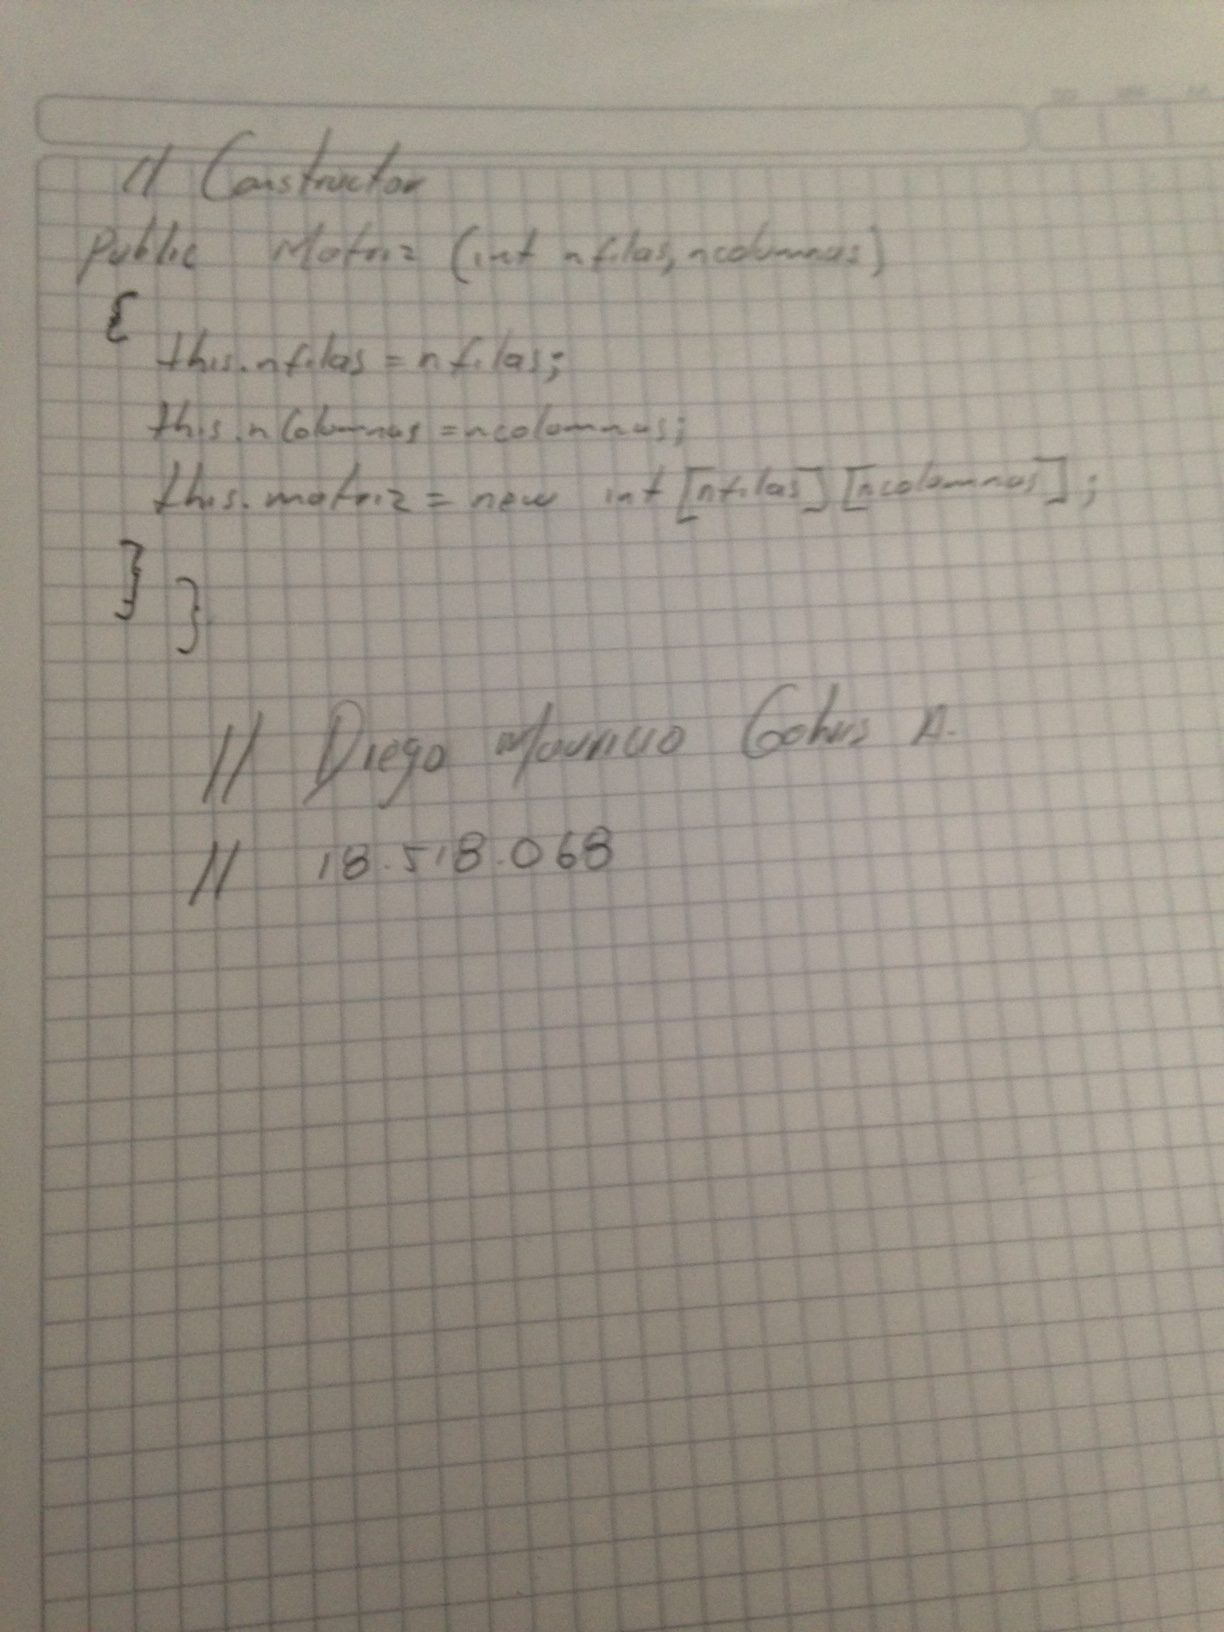 // Constructor
Public Matriz (int nfilas, ncolumnas)
{
this.nfilas = nfilas;
this.nColumnas = ncolumnas;
this.matriz = new int [nfilas] [ncolumnas];
}
}
// Diego Mauricio A.
// 18.518.068